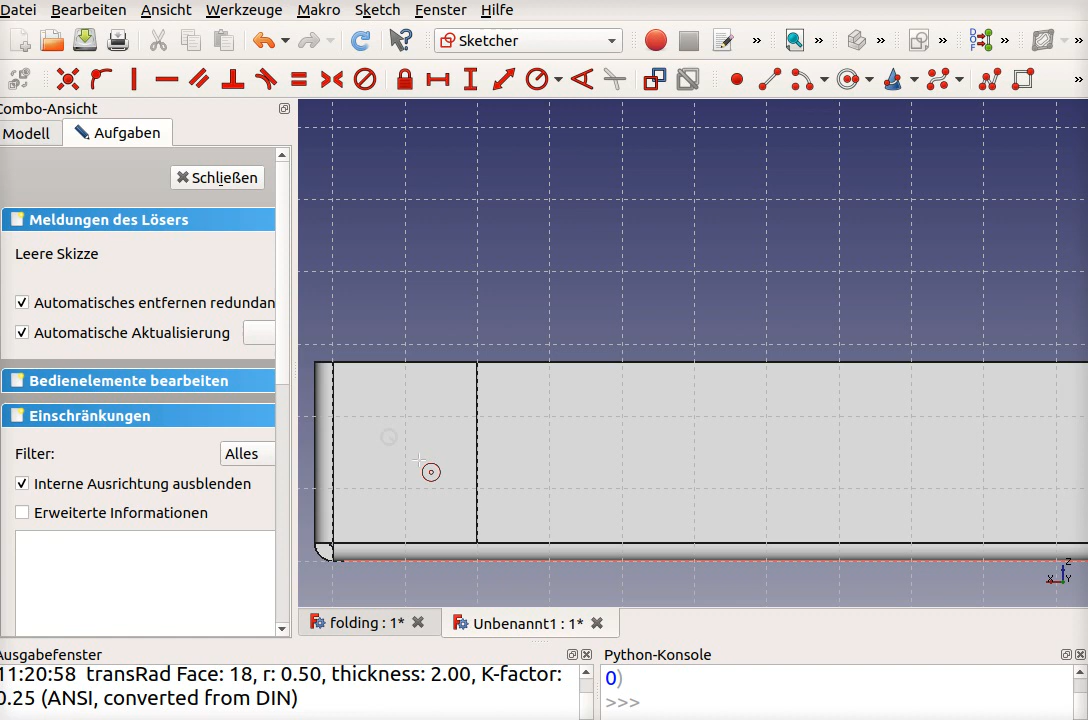 Datei Bearbeiten Ansicht Werkzeuge Makro Sketch Fenster Hilfe
Sketcher
Combo-Ansicht
Modell Aufgaben
Schließen
Meldungen des Lösers
Leere Skizze
Automatisches entfernen redundan
Automatische Aktualisierung
Bedienelemente bearbeiten
Einschränkungen
Filter: Alles
Interne Ausrichtung ausblenden
Erweiterte Informationen
folding : 1* Unbenannt1 : 1*
Ausgabefenster
11:20:58 transRad Face: 18, r: 0.50, thickness: 2.00, K-factor:
0.25 (ANSI, converted from DIN)
Python-Konsole
0)
>>>
Z
X Y